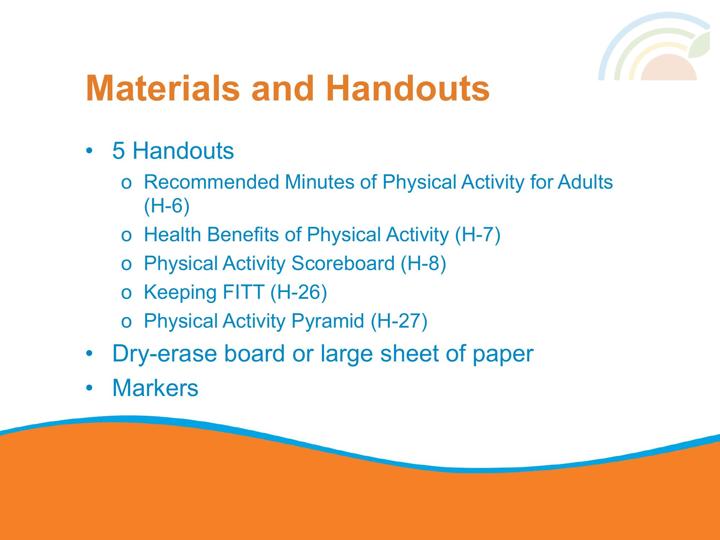 Materials and Handouts
• 5 Handouts
o Recommended Minutes of Physical Activity for Adults
(H-6)
o Health Benefits of Physical Activity (H-7)
o Physical Activity Scoreboard (H-8)
o Keeping FITT (H-26)
o Physical Activity Pyramid (H-27)
• Dry-erase board or large sheet of paper
• Markers